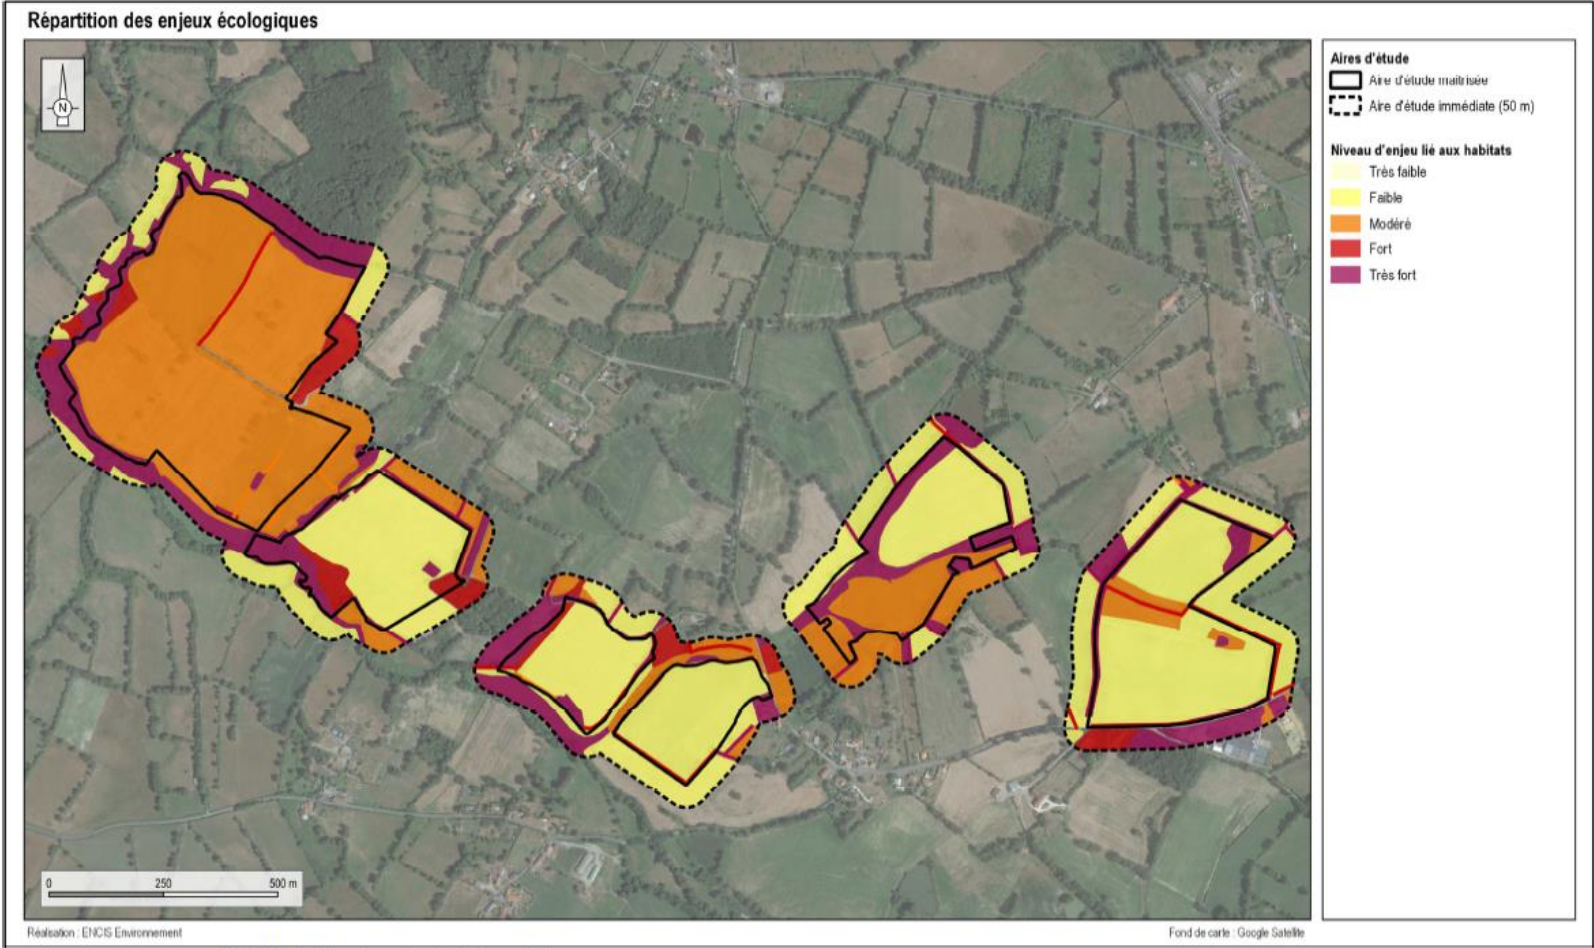 Répartition des enjeux écologiques
N
Aires d'étude
Aire d'étude maîtrisée
Aire d'étude immédiate (50 m)
Niveau d'enjeu lié aux habitats
Très faible
Faible
Modéré
Fort
Très fort
0 250 500 m
Réalisation : ENCIS Environnement
Fond de carte : Google Satellite